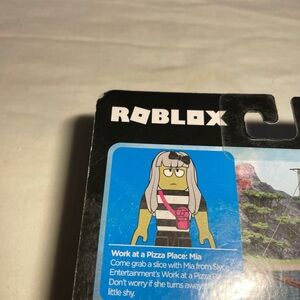 ROBLOX
Work at a Pizza Place: Mia
Come grab a slice with Mia from
Entertainment's Work at a Pizza
Don't worry if she turns away
little shy.